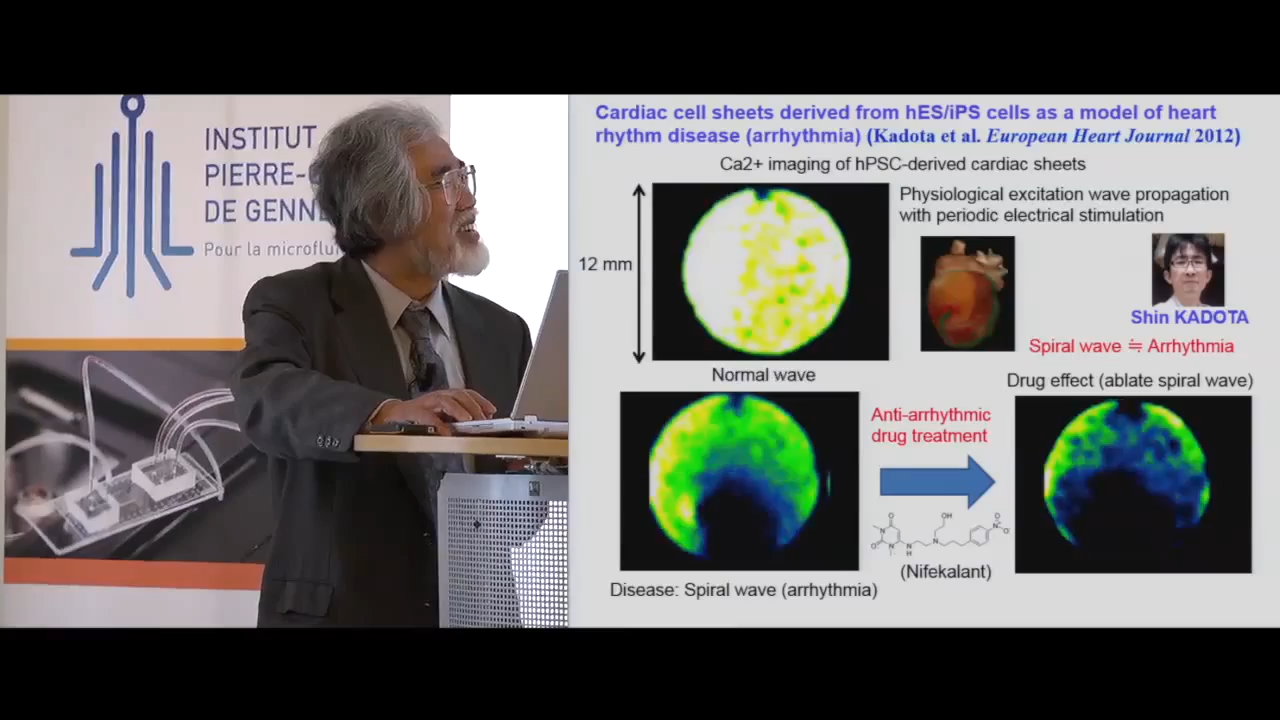 INSTITUT
PIERRE-
DE GENNE
Pour la microflui
Cardiac cell sheets derived from hES/iPS cells as a model of heart
rhythm disease (arrhythmia) (Kadota et al. European Heart Journal 2012)
Ca2+ imaging of hPSC-derived cardiac sheets
Physiological excitation wave propagation
with periodic electrical stimulation
12 mm
Shin KADOTA
Spiral wave ≒ Arrhythmia
Normal wave
Drug effect (ablate spiral wave)
Anti-arrhythmic
drug treatment
OH
(Nifekalant)
Disease: Spiral wave (arrhythmia)